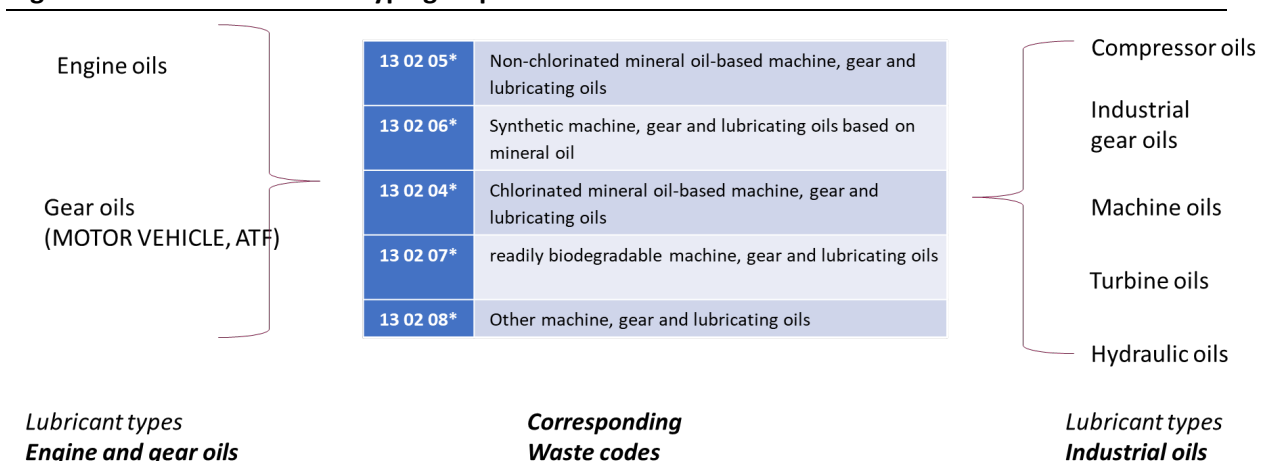 Engine oils
Gear oils
(MOTOR VEHICLE, ATF)
13 02 05* Non-chlorinated mineral oil-based machine, gear and
lubricating oils
13 02 06* Synthetic machine, gear and lubricating oils based on
mineral oil
13 02 04* Chlorinated mineral oil-based machine, gear and
lubricating oils
13 02 07* readily biodegradable machine, gear and lubricating oils
13 02 08* Other machine, gear and lubricating oils
Compressor oils
Industrial
gear oils
Machine oils
Turbine oils
Hydraulic oils
Lubricant types
Engine and gear oils
Corresponding
Waste codes
Lubricant types
Industrial oils